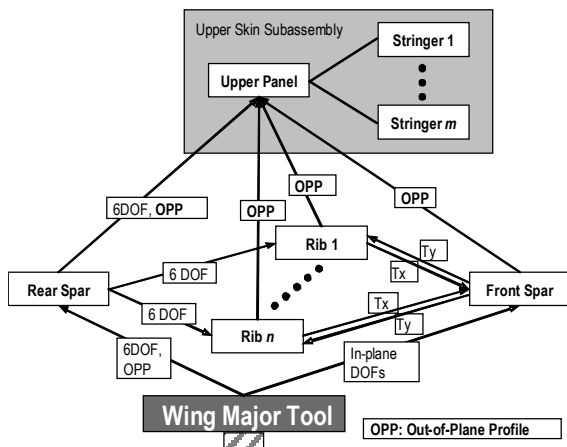 Upper Skin Subassembly
Stringer 1
Upper Panel
Stringer m
OPP
6DOF, OPP
OPP
OPP
Rib 1
Ty
6 DOF
Tx
Rear Spar
Front Spar
Tx
6 DOF
Ty
Rib n
6DOF,
OPP
In-plane
DOFs
Wing Major Tool
OPP: Out-of-Plane Profile